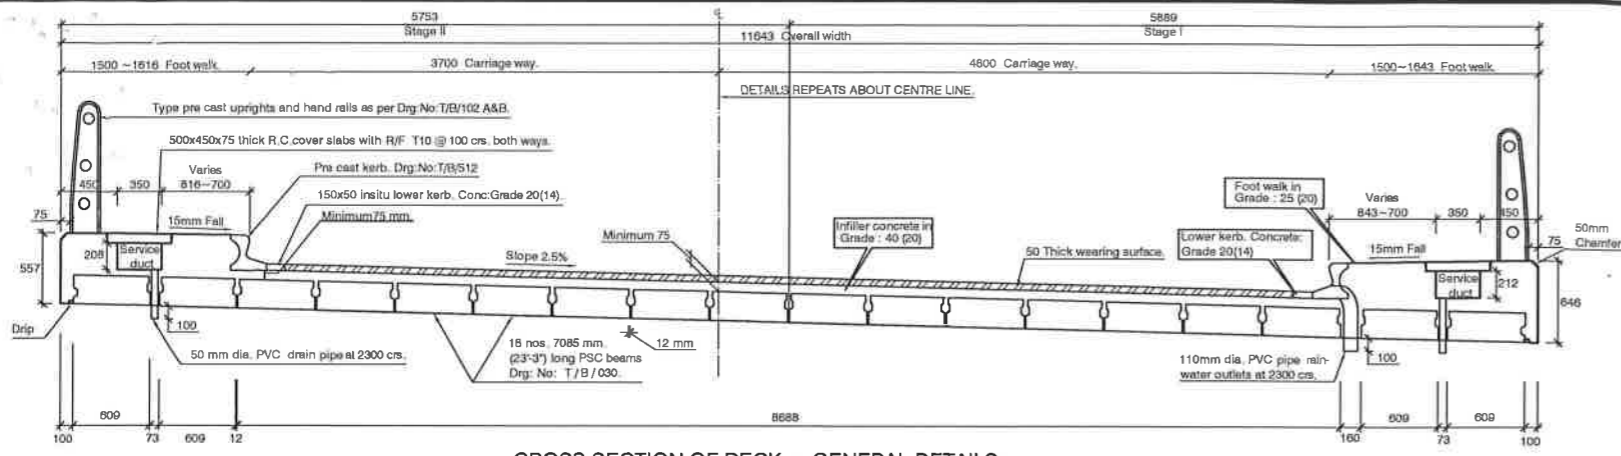 5753
Stage II
5889
Stage I
11643 Overall width
1500 ~1616 Foot walk.
3700 Carriage way.
4800 Carriage way.
1500~1643 Foot walk.
DETAILS REPEATS ABOUT CENTRE LINE.
Type pre cast uprights and hand rails as per Drg:No:T/B/102 A&B.
500x450x75 thick R.C.cover slabs with R/F T10 @ 100 crs. both ways.
Varies
450
350
816~700
Pre cast kerb. Drg:No:T/B/512
150x50 insitu lower kerb. Conc:Grade 20(14).
Minimum75 mm.
75
15mm Fall
Foot walk in
Grade : 25 (20)
Varies
843~700
350
450
50mm
Chamfer
75
15mm Fall
Infiller concrete in
Grade : 40 (20)
Lower kerb. Concrete:
Grade 20(14)
Minimum 75
50 Thick wearing surface.
Slope 2.5%
557
208
Service
duct
Service
duct
212
646
Drip
100
50 mm dia. PVC drain pipe at 2300 crs.
18 nos. 7085 mm.
(23'-3") long PSC beams
Drg: No: T / B / 030.
12 mm
110mm dia. PVC pipe rain-
water outlets at 2300 crs.
100
609
609
8688
609
609
100
73
12
160
73
100
CROSS SECTION OF DECK - GENERAL DETAILS